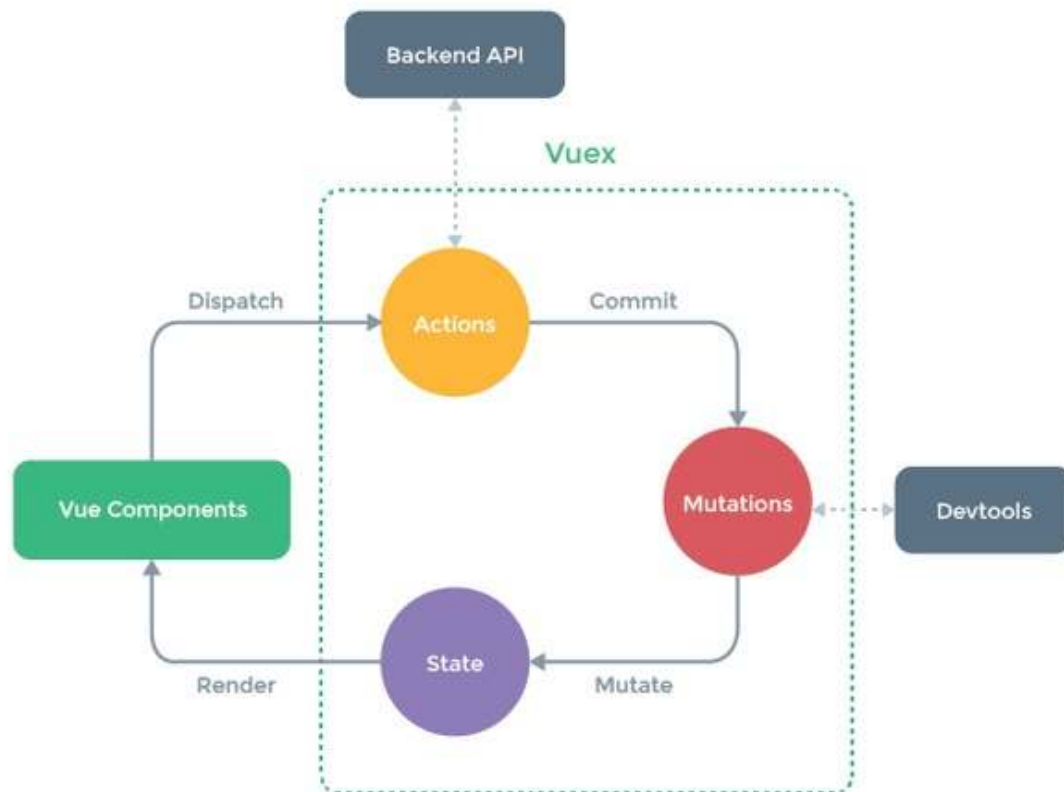 Backend API
Vuex
Dispatch
Actions
Commit
Vue Components
Mutations
Devtools
Render
State
Mutate